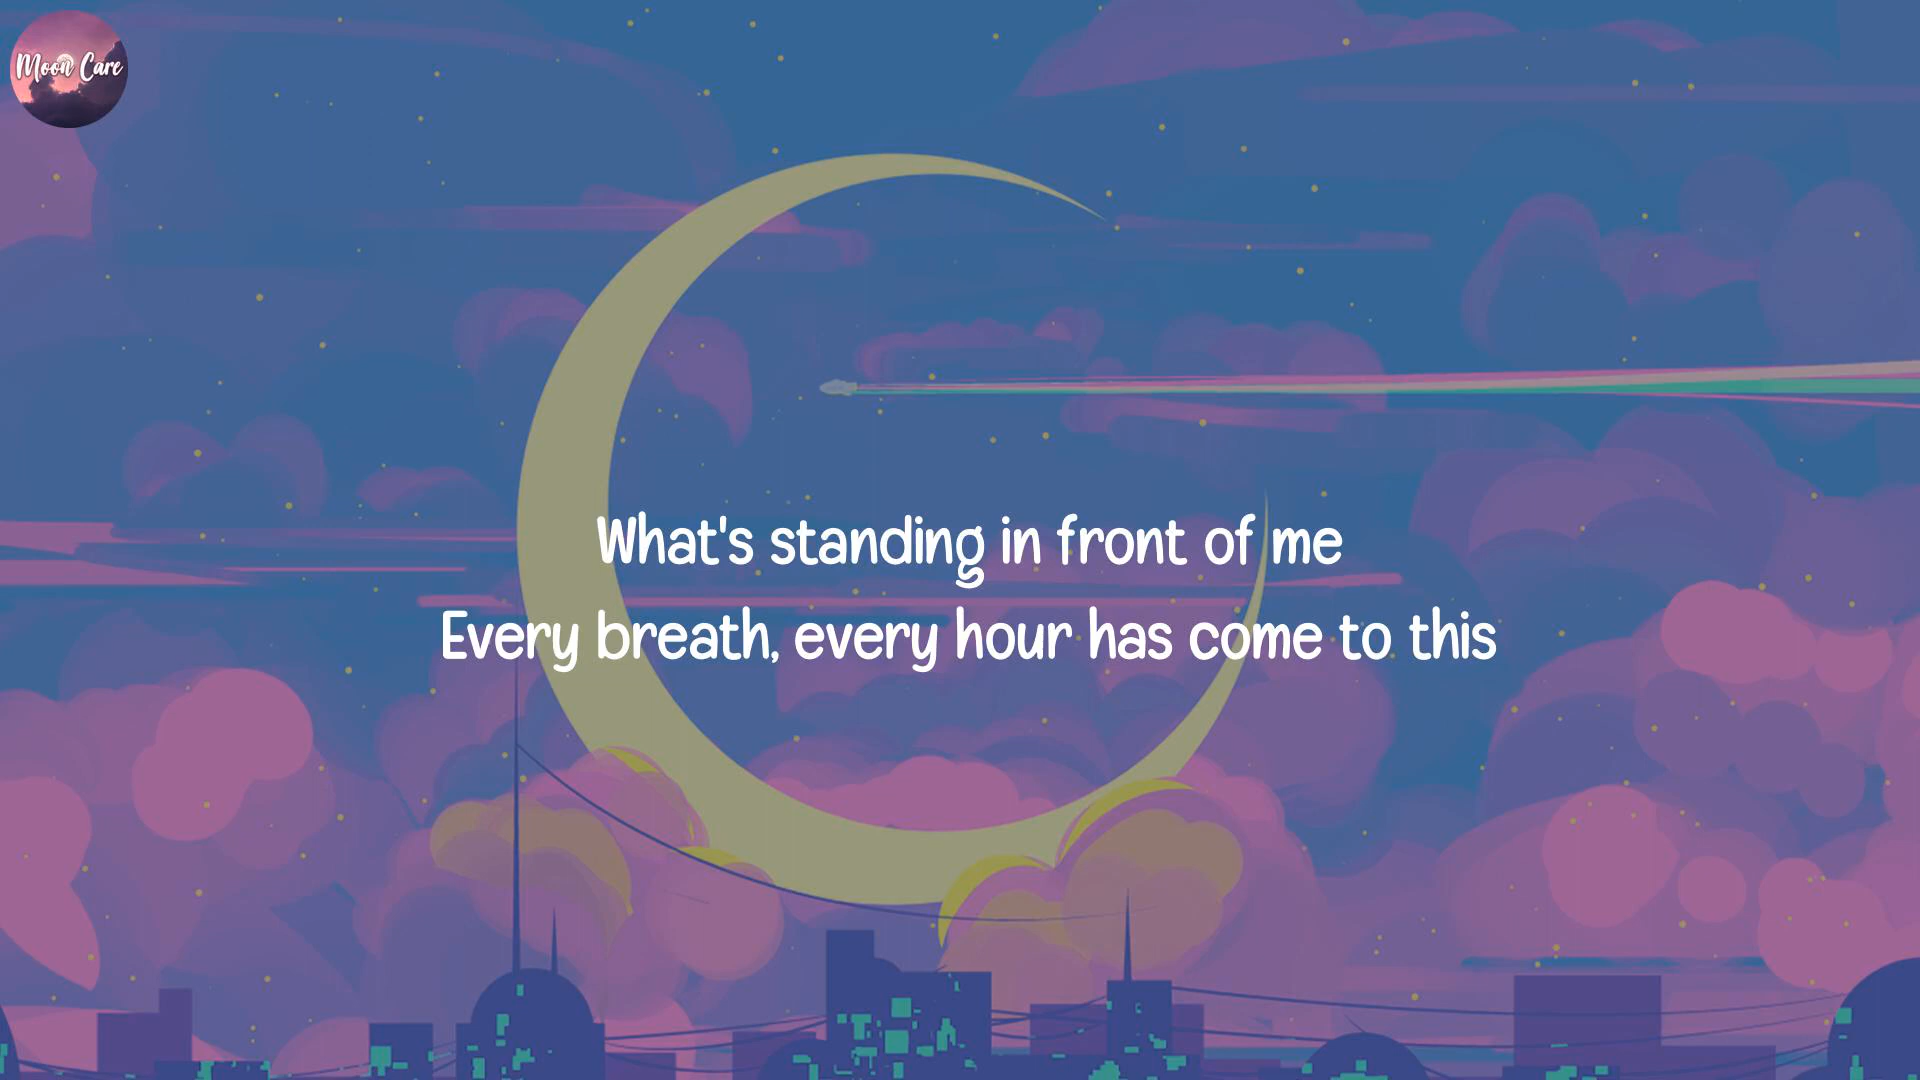 Moon Care
What's standing in front of me
Every breath, every hour has come to this